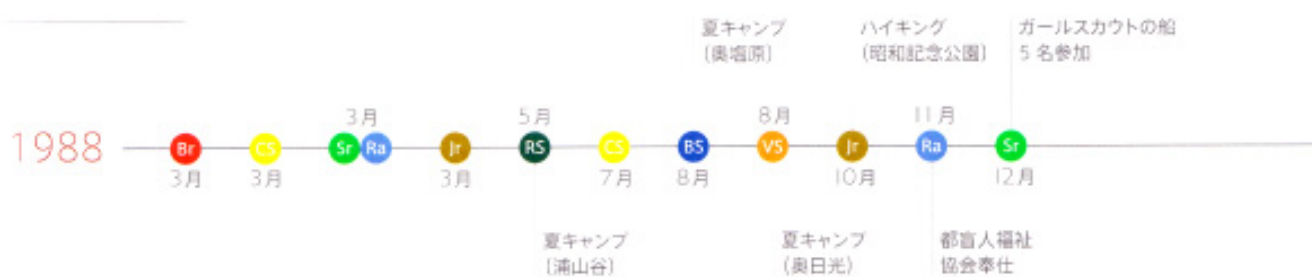 夏キャンプ
(奥塩原)
ハイキング
(昭和記念公園)
ガールスカウトの船
5名参加
3月
5月
8月
11月
1988
Br
CS
Sr
Ra
Jr
RS
CS
BS
VS
Jr
Ra
Sr
3月
3月
3月
7月
8月
10月
12月
夏キャンプ
(浦山谷)
夏キャンプ
(奥日光)
都盲人福祉
協会奉仕